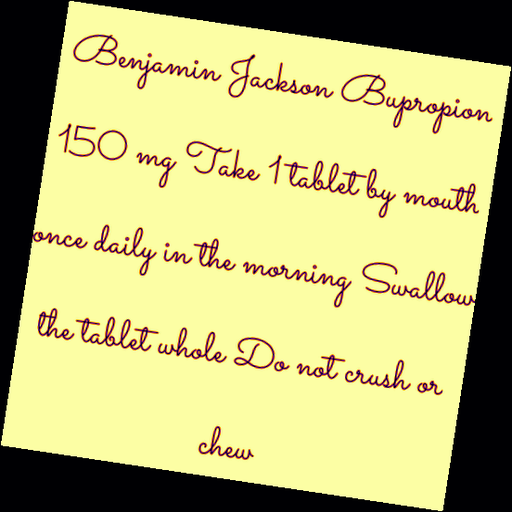 Benjamin Jackson Bupropion
150 mg Take 1 tablet by mouth
once daily in the morning Swallow
the tablet whole Do not crush or
chew